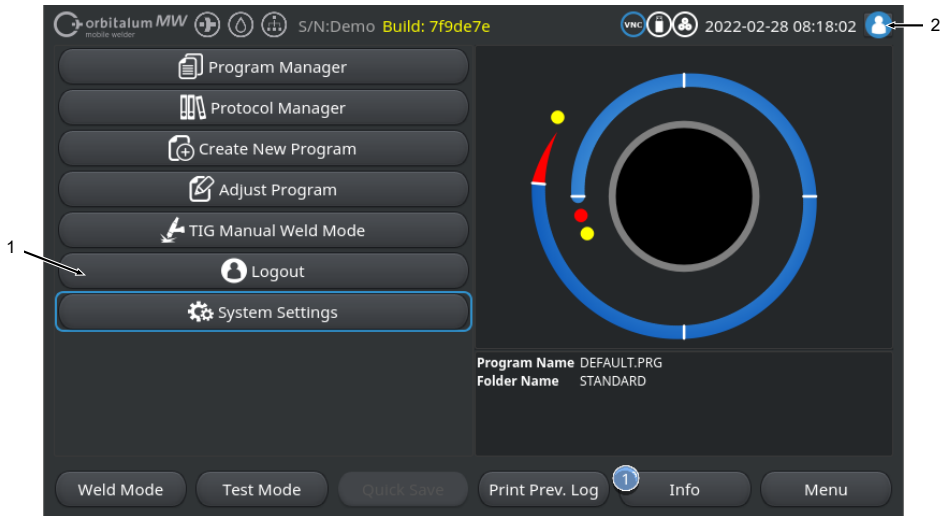 orbitalum MW
mobile welder
S/N:Demo Build: 7f9de7e
VNC
2022-02-28 08:18:02
2
Program Manager
Protocol Manager
Create New Program
Adjust Program
TIG Manual Weld Mode
1
Logout
System Settings
Program Name DEFAULT.PRG
Folder Name STANDARD
Weld Mode
Test Mode
Quick Save
Print Prev. Log
1
Info
Menu